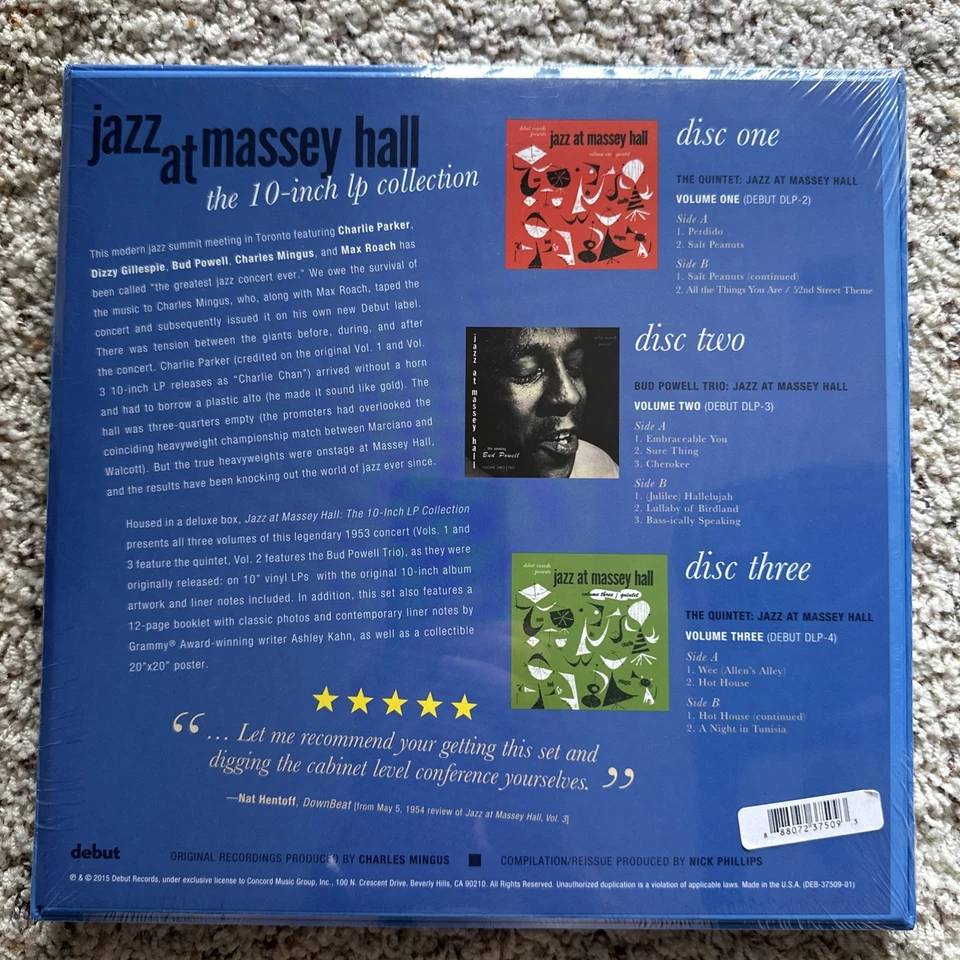 jazz at massey hall
the 10-inch lp collection
This modern jazz summit meeting in Toronto featuring Charlie Parker,
Dizzy Gillespie, Bud Powell, Charles Mingus, and Max Roach has
been called "the greatest jazz concert ever." We owe the survival of
the music to Charles Mingus, who, along with Max Roach, taped the
concert and subsequently issued it on his own new Debut label.
There was tension between the giants before, during, and after
the concert. Charlie Parker (credited on the original Vol. 1 and Vol.
3 10-inch LP releases as "Charlie Chan") arrived without a horn
and had to borrow a plastic alto (he made it sound like gold). The
hall was three-quarters empty (the promoters had overlooked the
coinciding heavyweight championship match between Marciano and
Walcott). But the true heavyweights were onstage at Massey Hall,
and the results have been knocking out the world of jazz ever since.
Housed in a deluxe box, Jazz at Massey Hall: The 10-Inch LP Collection
presents all three volumes of this legendary 1953 concert (Vols. 1 and
3 feature the quintet, Vol. 2 features the Bud Powell Trio), as they were
originally released: on 10" vinyl LPs with the original 10-inch album
artwork and liner notes included. In addition, this set also features a
12-page booklet with classic photos and contemporary liner notes by
Grammy® Award-winning writer Ashley Kahn, as well as a collectible
20"x20" poster.
"... Let me recommend your getting this set and
digging the cabinet level conference yourselves."
—Nat Hentoff, DownBeat [from May 5, 1954 review of Jazz at Massey Hall, Vol. 3]
debut records
presents
jazz at massey hall
volume one quintet
disc one
THE QUINTET: JAZZ AT MASSEY HALL
VOLUME ONE (DEBUT DLP-2)
Side A
1. Perdido
2. Salt Peanuts
Side B
1. Salt Peanuts (continued)
2. All the Things You Are / 52nd Street Theme
jazz at massey hall
Bud Powell
disc two
BUD POWELL TRIO: JAZZ AT MASSEY HALL
VOLUME TWO (DEBUT DLP-3)
Side A
1. Embraceable You
2. Sure Thing
3. Cherokee
Side B
1. (Jubilee) Hallelujah
2. Lullaby of Birdland
3. Bass-ically Speaking
debut records
presents
jazz at massey hall
volume three / quintet
disc three
THE QUINTET: JAZZ AT MASSEY HALL
VOLUME THREE (DEBUT DLP-4)
Side A
1. Wee (Allen's Alley)
2. Hot House
Side B
1. Hot House (continued)
2. A Night in Tunisia
8 88072 37509 3
debut
ORIGINAL RECORDINGS PRODUCED BY CHARLES MINGUS ■ COMPILATION/REISSUE PRODUCED BY NICK PHILLIPS
℗ & © 2015 Debut Records, under exclusive license to Concord Music Group, Inc., 100 N. Crescent Drive, Beverly Hills, CA 90210. All Rights Reserved. Unauthorized duplication is a violation of applicable laws. Made in the U.S.A. (DEB-37509-01)